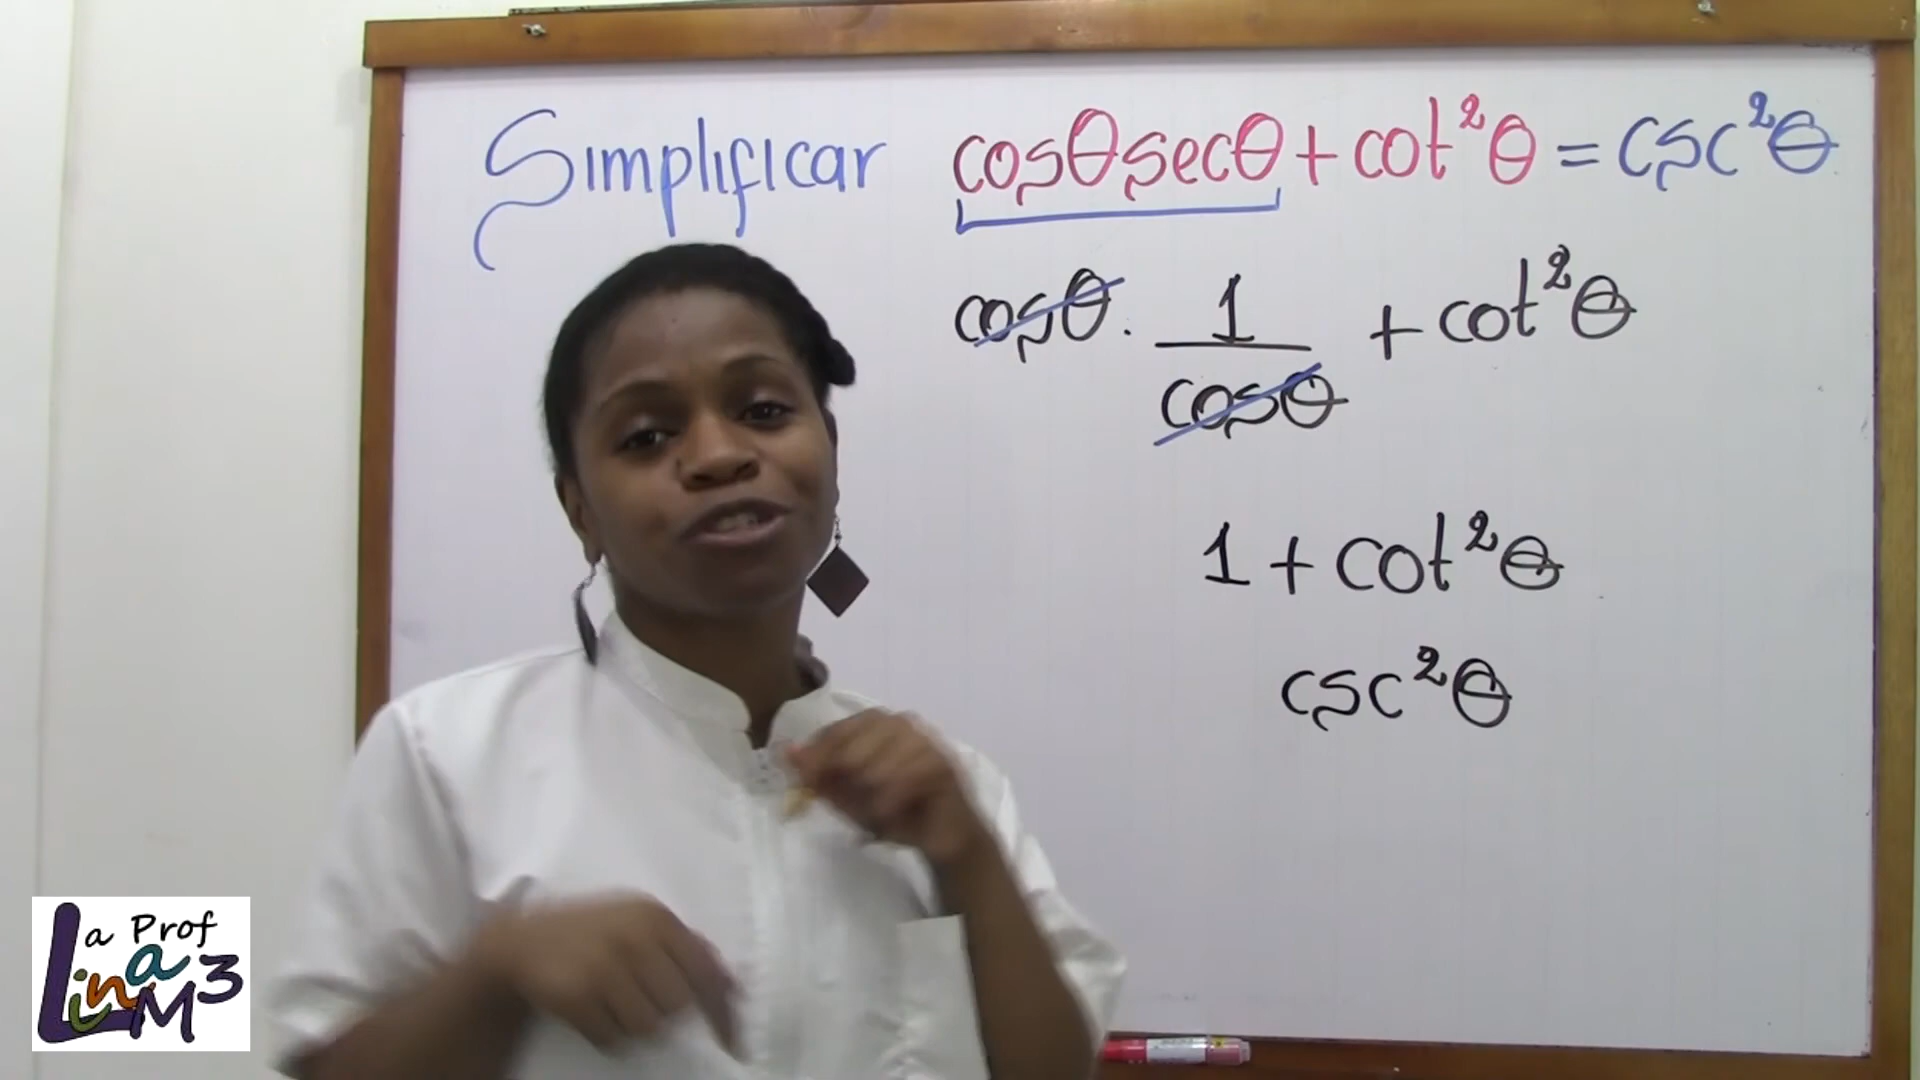 Simplificar cosθsecθ + cot²θ = csc²θ
cosθ · 1/cosθ + cot²θ
1 + cot²θ
csc²θ
La Prof
Lina M3